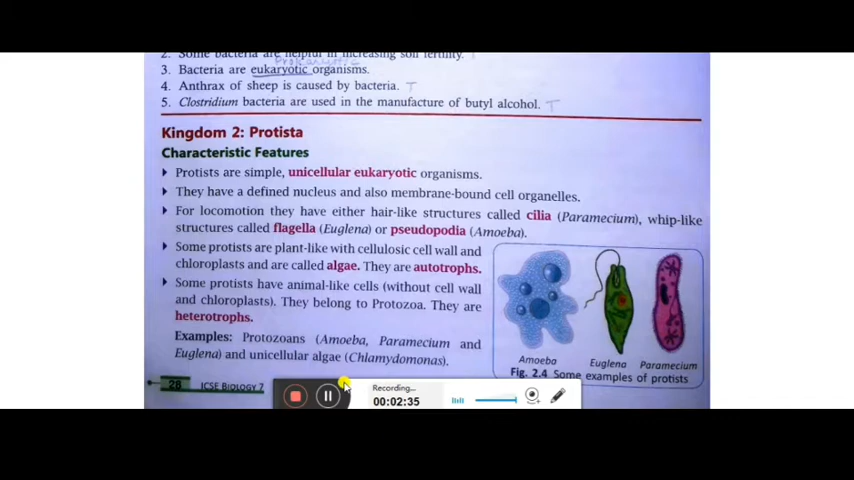 2. Some bacteria are helpful in increasing soil fertility. T
Prokaryotic
3. Bacteria are eukaryotic organisms.
4. Anthrax of sheep is caused by bacteria. T
5. Clostridium bacteria are used in the manufacture of butyl alcohol. T
Kingdom 2: Protista
Characteristic Features
Protists are simple, unicellular eukaryotic organisms.
They have a defined nucleus and also membrane-bound cell organelles.
For locomotion they have either hair-like structures called cilia (Paramecium), whip-like
structures called flagella (Euglena) or pseudopodia (Amoeba).
Some protists are plant-like with cellulosic cell wall and
chloroplasts and are called algae. They are autotrophs.
Some protists have animal-like cells (without cell wall
and chloroplasts). They belong to Protozoa. They are
heterotrophs.
Examples: Protozoans (Amoeba, Paramecium and
Euglena) and unicellular algae (Chlamydomonas).
Amoeba
Euglena
Paramecium
Fig. 2.4 Some examples of protists
28 ICSE BIOLOGY 7
Recording...
00:02:35